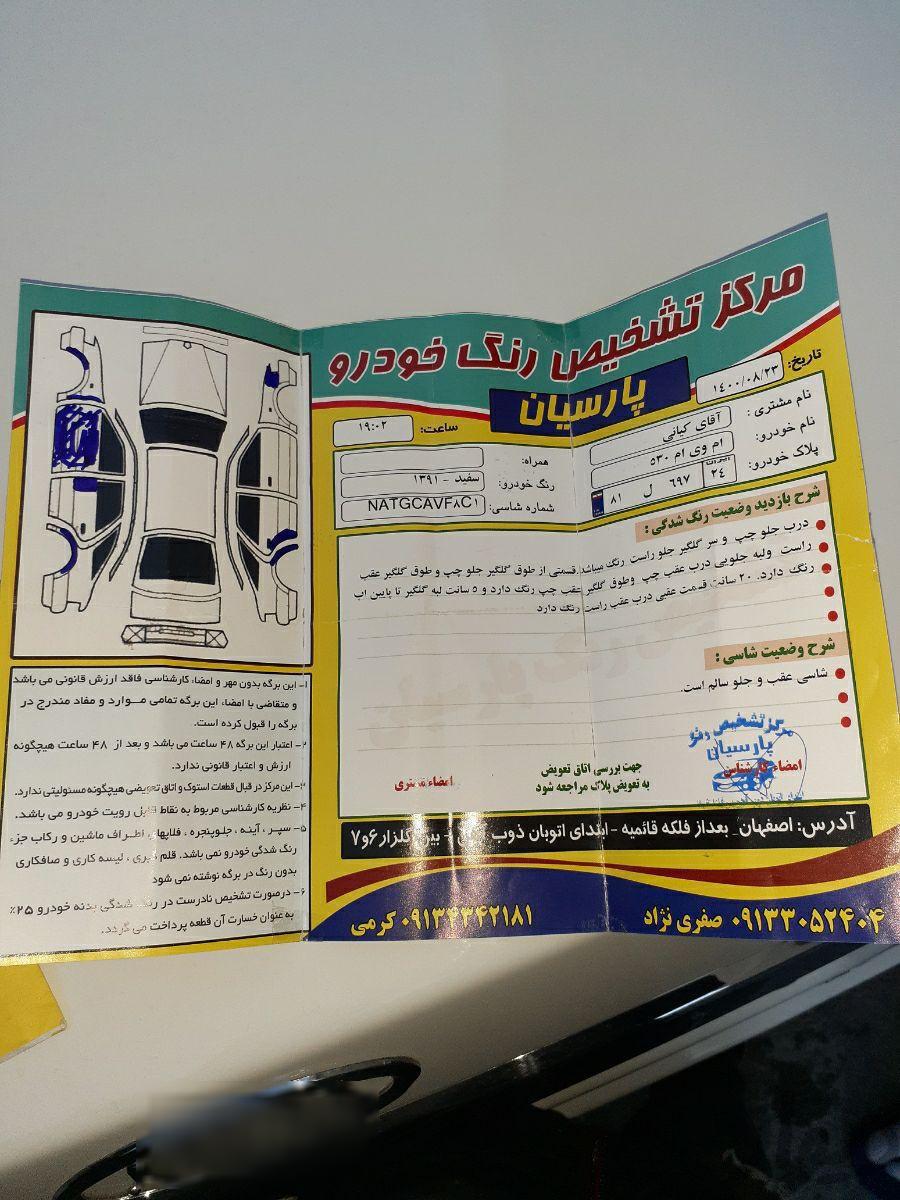 مرکز تشخیص رنگ خودرو
پارسیان
تاریخ: ۱۴۰۰/۰۸/۲۳
ساعت: ۱۹:۰۲
نام مشتری: آقای کیانی
نام خودرو: ام وی ام ۵۳۰
پلاک خودرو: ۸۱ ل ۶۹۷ ایران ۲۴
همراه:
رنگ خودرو: سفید - ۱۳۹۱
شماره شاسی: NATGCAVF۸C۱
شرح بازدید وضعیت رنگ شدگی :
درب جلو چپ و سر گلگیر جلو راست رنگ میباشد.قسمتی از طوق گلگیر جلو چپ و طوق گلگیر عقب
راست ولبه جلویی درب عقب چپ وطوق گلگیر عقب چپ رنگ دارد و ۵ سانت لبه گلگیر تا پایین اب
رنگ دارد. ۲۰ سانت قسمت عقبی درب عقب راست رنگ دارد
شرح وضعیت شاسی :
شاسی عقب و جلو سالم است.
مرکز تشخیص رنگ
پارسیان
امضاء کارشناس
جهت بررسی اتاق تعویض
به تعویض پلاک مراجعه شود
امضاء مشتری
آدرس: اصفهان_ بعداز فلکه قائمیه - ابتدای اتوبان ذوب - بین گلزار ۶و۷
۰۹۱۳۳۰۵۲۴۰۴ صفری نژاد
۰۹۱۳۴۳۴۲۱۸۱ کرمی
۱- این برگه بدون مهر و امضاء کارشناسی فاقد ارزش قانونی می باشد
و متقاضی با امضاء این برگه تمامی موارد و مفاد مندرج در
برگه را قبول کرده است.
۲- اعتبار این برگه ۴۸ ساعت می باشد و بعد از ۴۸ ساعت هیچگونه
ارزش و اعتبار قانونی ندارد.
۳- این مرکز در قبال قطعات استوک و اتاق تعویضی هیچگونه مسئولیتی ندارد.
۴- نظریه کارشناسی مربوط به نقاط قابل رویت خودرو می باشد.
۵- سپر ، آینه ، جلوپنجره ، فلاپهای اطراف ماشین و رکاب جزء
رنگ شدگی خودرو نمی باشد. قلم گیری ، لیسه کاری و صافکاری
بدون رنگ در برگه نوشته نمی شود
۶- درصورت تشخیص نادرست در رنگ شدگی بدنه خودرو ۲۵٪
به عنوان خسارت آن قطعه پرداخت می گردد.